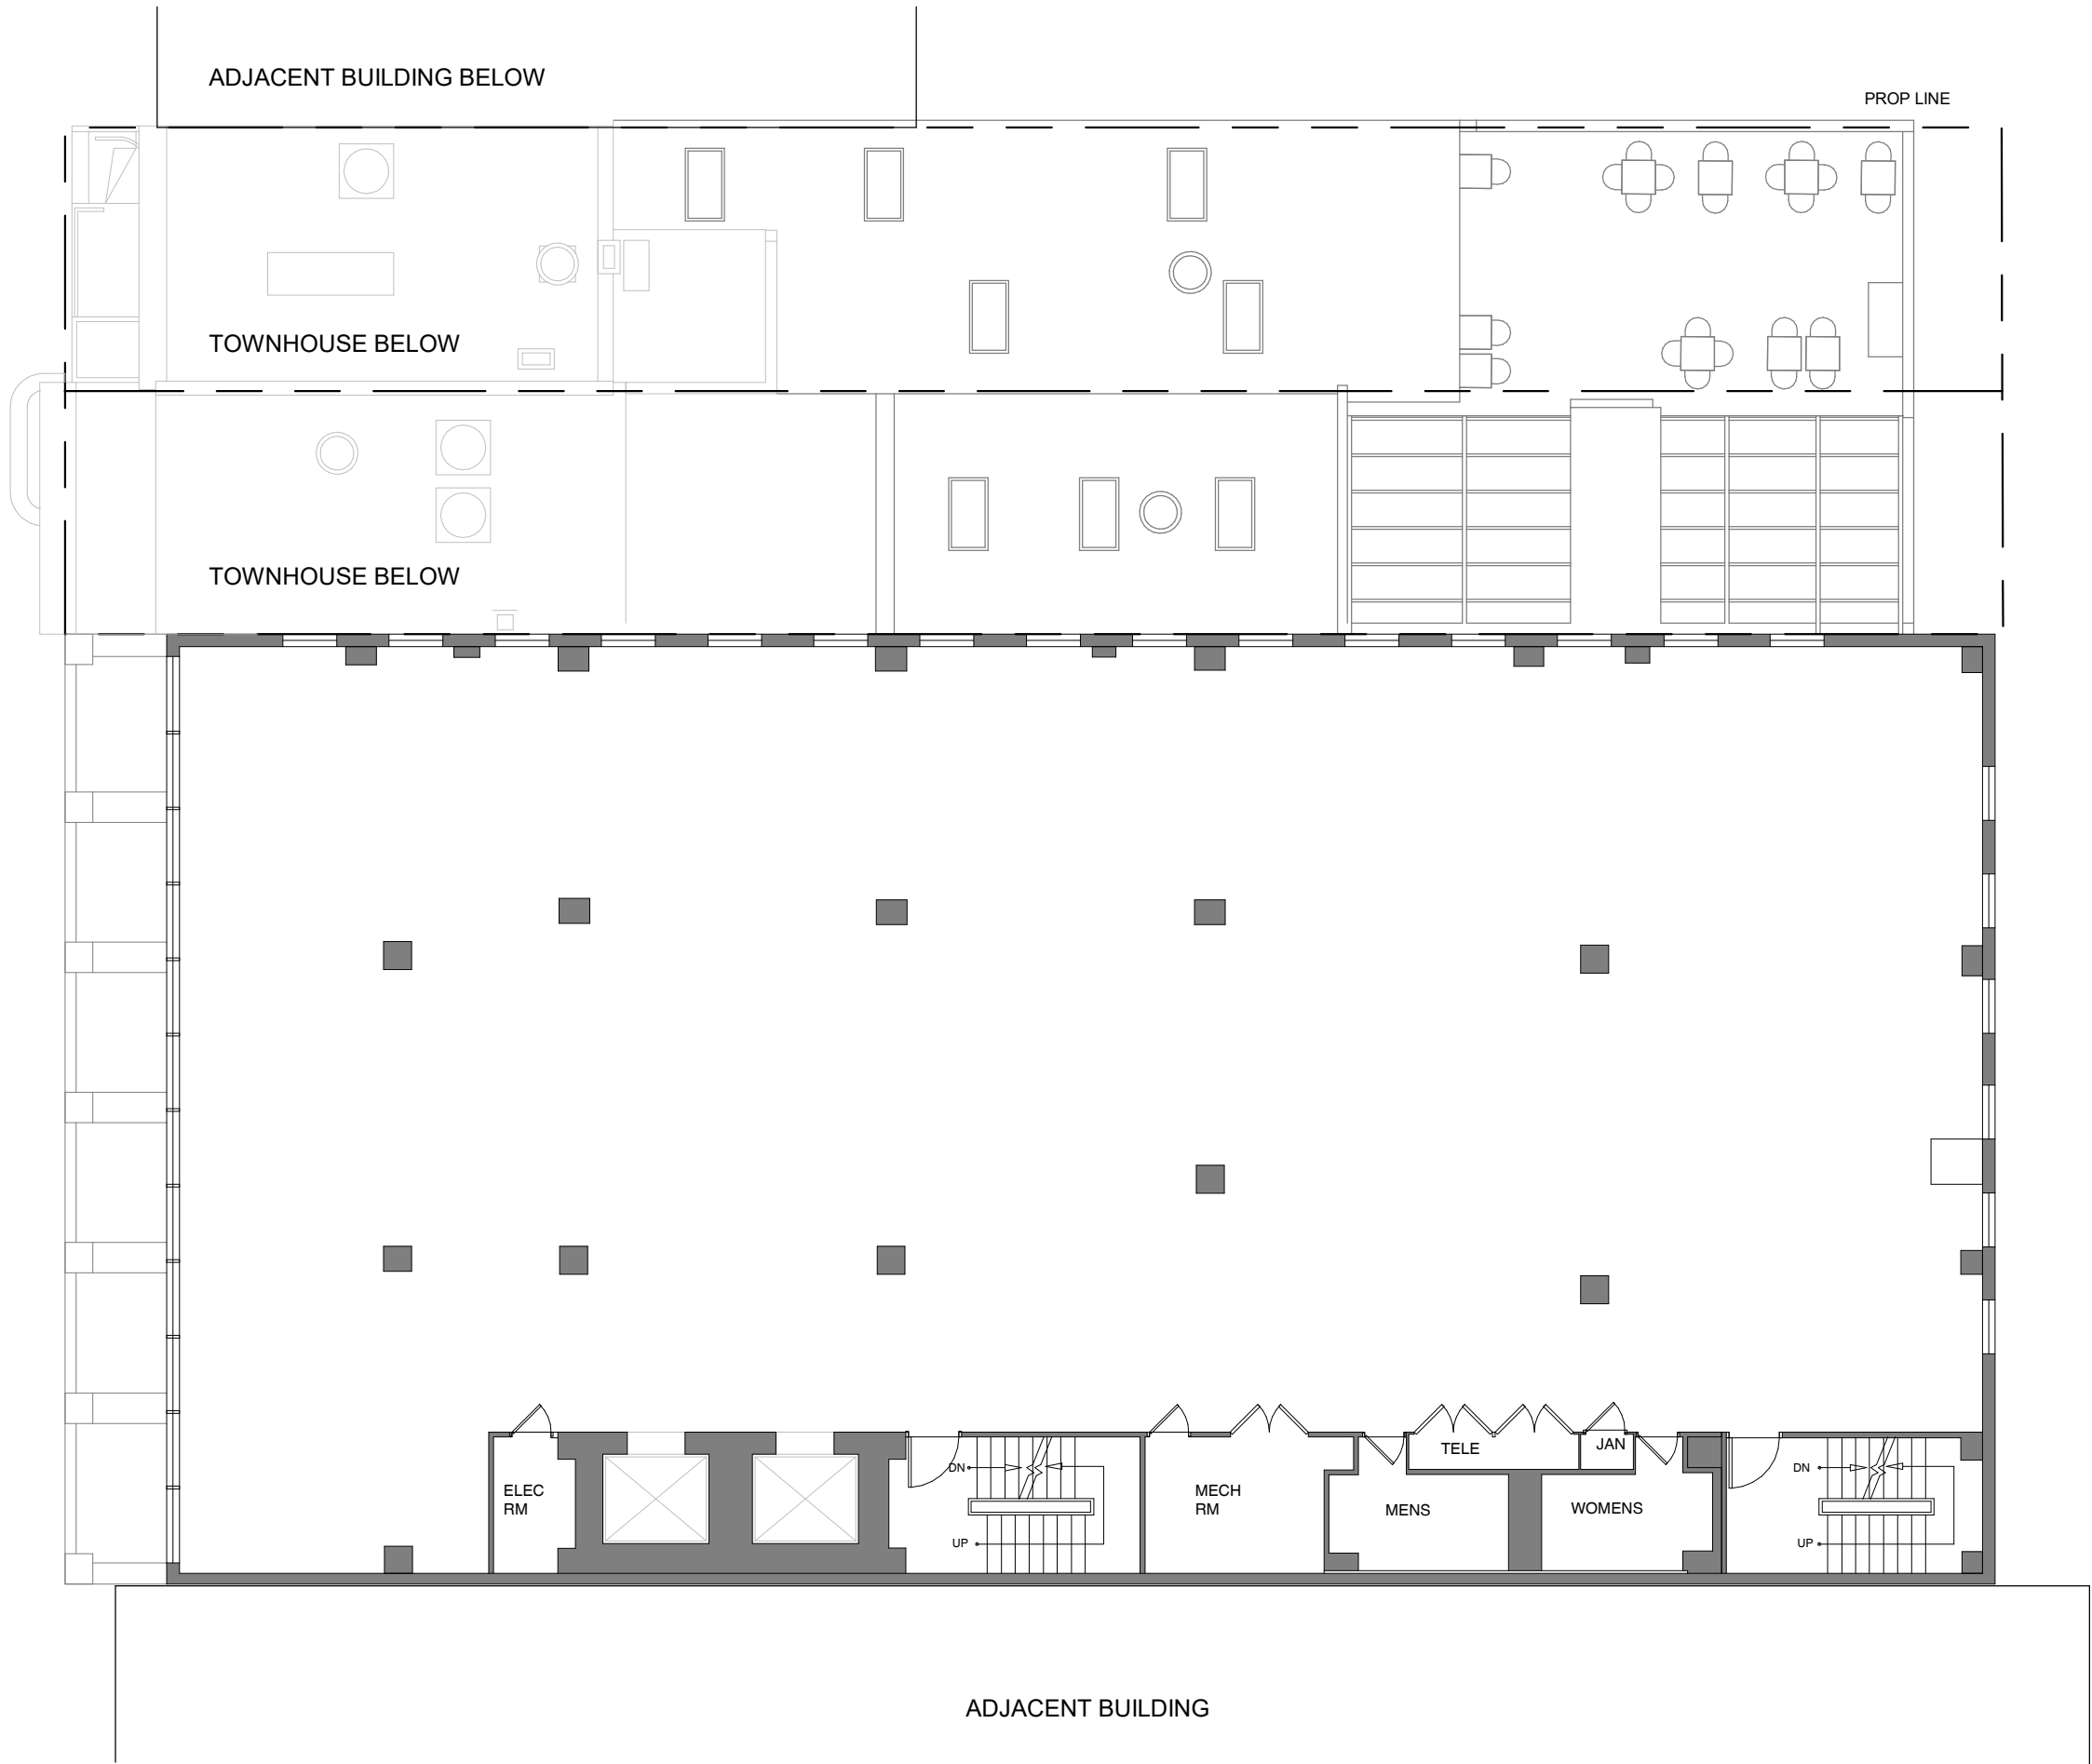 ADJACENT BUILDING BELOW
PROP LINE
TOWNHOUSE BELOW
TOWNHOUSE BELOW
TELE
JAN
DN
DN
ELEC
RM
MECH
RM
MENS
WOMENS
UP
UP
ADJACENT BUILDING